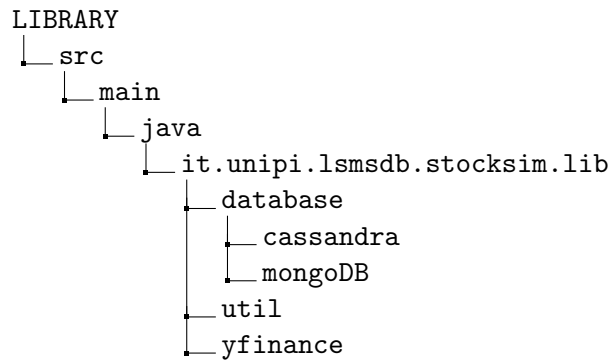 LIBRARY
src
main
java
it.unipi.lsmsdb.stocksim.lib
database
cassandra
mongoDB
util
yfinance